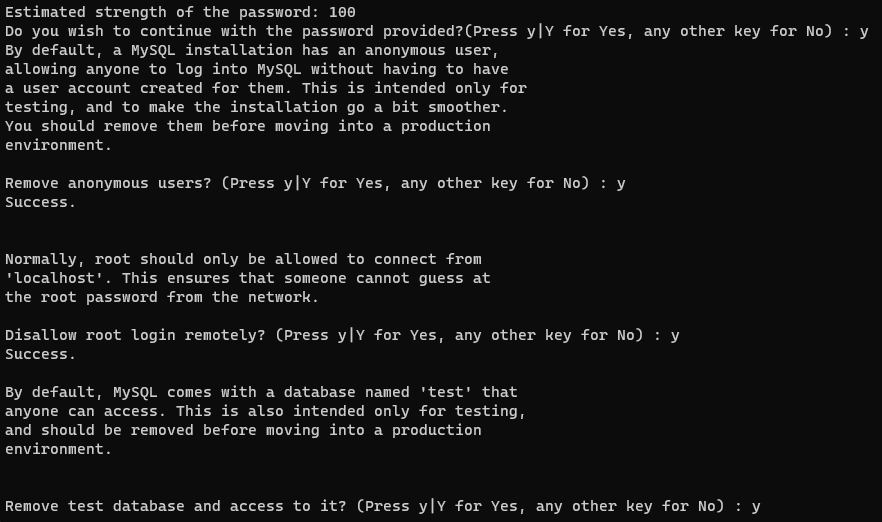 Estimated strength of the password: 100
Do you wish to continue with the password provided?(Press y|Y for Yes, any other key for No) : y
By default, a MySQL installation has an anonymous user,
allowing anyone to log into MySQL without having to have
a user account created for them. This is intended only for
testing, and to make the installation go a bit smoother.
You should remove them before moving into a production
environment.
Remove anonymous users? (Press y|Y for Yes, any other key for No) : y
Success.
Normally, root should only be allowed to connect from
'localhost'. This ensures that someone cannot guess at
the root password from the network.
Disallow root login remotely? (Press y|Y for Yes, any other key for No) : y
Success.
By default, MySQL comes with a database named 'test' that
anyone can access. This is also intended only for testing,
and should be removed before moving into a production
environment.
Remove test database and access to it? (Press y|Y for Yes, any other key for No) : y